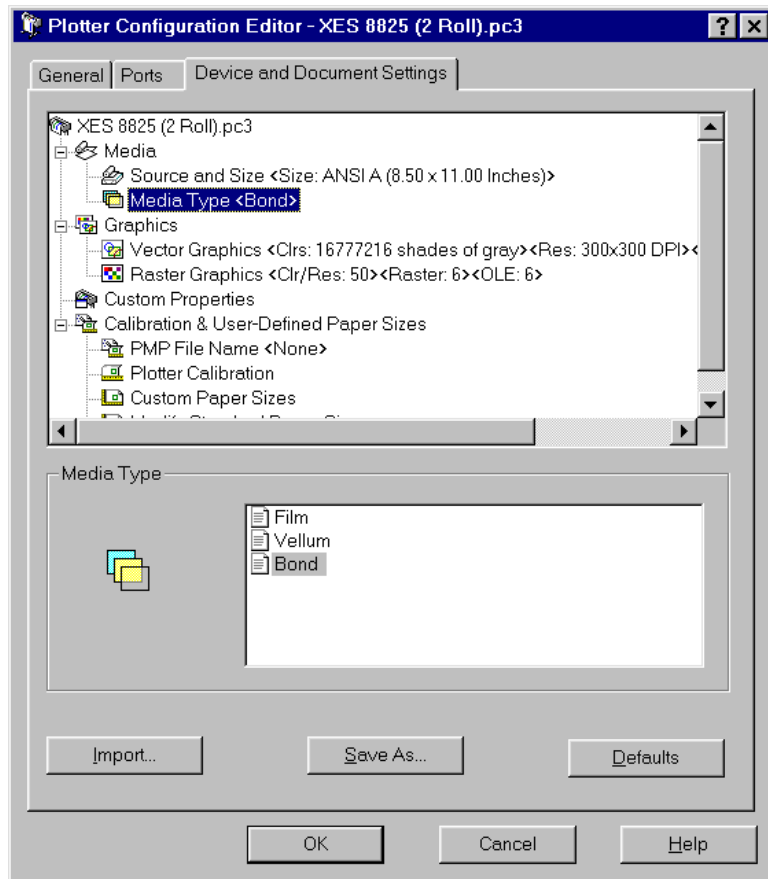 Plotter Configuration Editor - XES 8825 (2 Roll).pc3
General Ports Device and Document Settings
XES 8825 (2 Roll).pc3
Media
Source and Size <Size: ANSI A (8.50 x 11.00 Inches)>
Media Type <Bond>
Graphics
Vector Graphics <Clrs: 16777216 shades of gray><Res: 300x300 DPI><
Raster Graphics <Clr/Res: 50><Raster: 6><OLE: 6>
Custom Properties
Calibration & User-Defined Paper Sizes
PMP File Name <None>
Plotter Calibration
Custom Paper Sizes
Media Type
Film
Vellum
Bond
Import... Save As... Defaults
OK Cancel Help